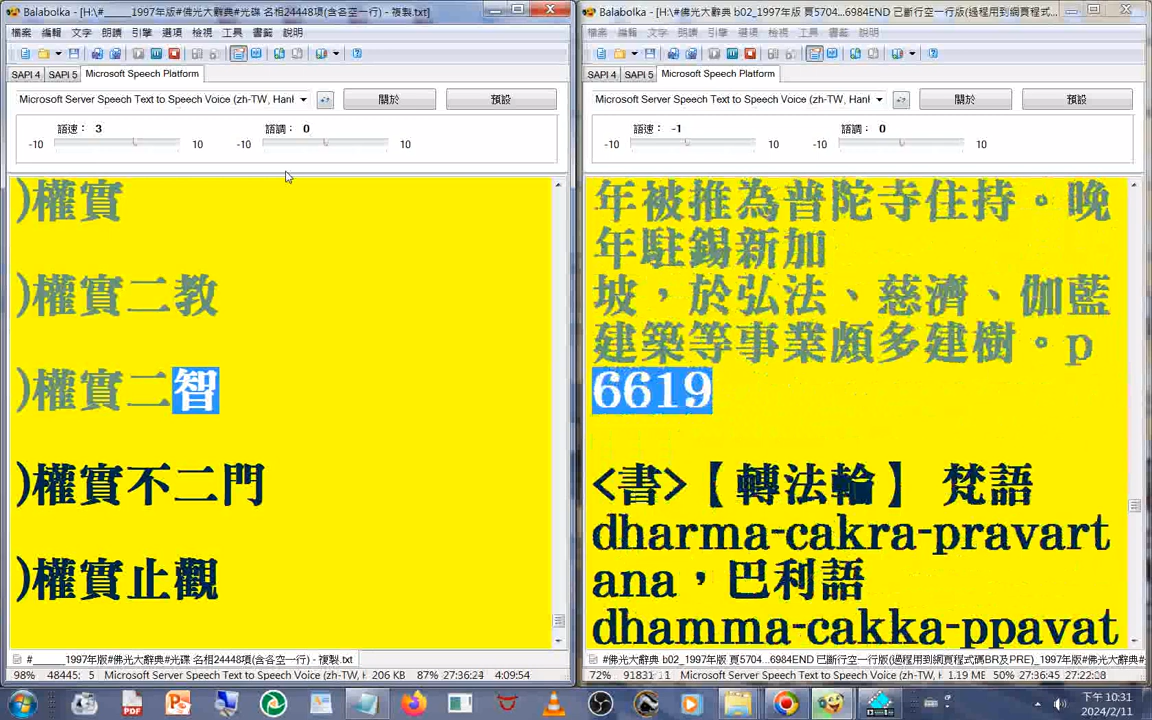 Balabolka - [H:\#_____1997年版#佛光大辭典#光碟 名相24448項(含各空一行) - 複製.txt]
檔案 編輯 文字 朗讀 引擎 選項 檢視 工具 書籤 說明
SAPI 4 SAPI 5 Microsoft Speech Platform
Microsoft Server Speech Text to Speech Voice (zh-TW, Hanl 關於 預設
語速： 3 語調： 0
-10 10 -10 10
)權實
)權實二教
)權實二智
)權實不二門
)權實止觀
#_____1997年版#佛光大辭典#光碟 名相24448項(含各空一行) - 複製.txt
98% 48445: 5 Microsoft Server Speech Text to Speech Voice (zh-TW, H 206 KB 87% 27:36:24 4:09:54
Balabolka - [H:\#佛光大辭典 b02_1997年版 頁5704...6984END 已斷行空一行版(過程用到網頁程式...
檔案 編輯 文字 朗讀 引擎 選項 檢視 工具 書籤 說明
SAPI 4 SAPI 5 Microsoft Speech Platform
Microsoft Server Speech Text to Speech Voice (zh-TW, Hanl 關於 預設
語速： -1 語調： 0
-10 10 -10 10
年被推為普陀寺住持。晚
年駐錫新加
坡，於弘法、慈濟、伽藍
建築等事業頗多建樹。p
6619
<書>【轉法輪】 梵語
dharma-cakra-pravart
ana，巴利語
dhamma-cakka-ppavat
#佛光大辭典 b02_1997年版 頁5704...6984END 已斷行空一行版(過程用到網頁程式碼BR及PRE)_1997年版#佛光大辭典#
72% 91831: 1 Microsoft Server Speech Text to Speech Voice (zh-TW, H 1.19 MB 50% 27:36:45 27:22:08
下午 10:31
2024/2/11